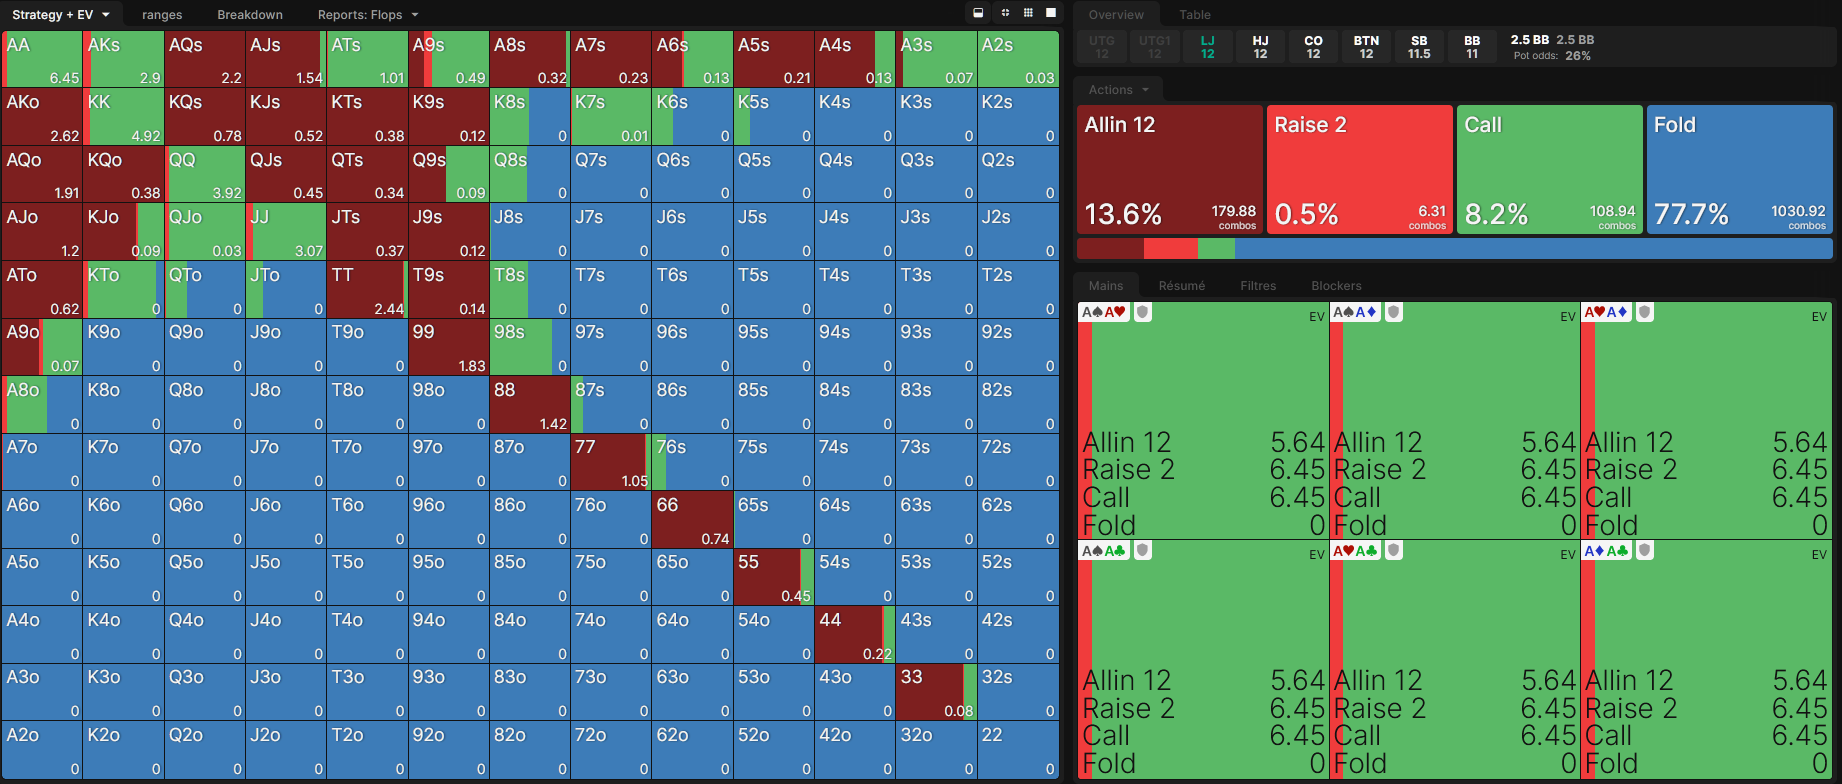 Strategy + EV ranges Breakdown Reports: Flops
AA AKs AQs AJs ATs A9s A8s A7s A6s A5s A4s A3s A2s
6.45 2.9 2.2 1.54 1.01 0.49 0.32 0.23 0.13 0.21 0.13 0.07 0.03
AKo KK KQs KJs KTs K9s K8s K7s K6s K5s K4s K3s K2s
2.62 4.92 0.78 0.52 0.38 0.12 0 0.01 0 0 0 0 0
AQo KQo QQ QJs QTs Q9s Q8s Q7s Q6s Q5s Q4s Q3s Q2s
1.91 0.38 3.92 0.45 0.34 0.09 0 0 0 0 0 0 0
AJo KJo QJo JJ JTs J9s J8s J7s J6s J5s J4s J3s J2s
1.2 0.09 0.03 3.07 0.37 0.12 0 0 0 0 0 0 0
ATo KTo QTo JTo TT T9s T8s T7s T6s T5s T4s T3s T2s
0.62 0 0 0 2.44 0.14 0 0 0 0 0 0 0
A9o K9o Q9o J9o T9o 99 98s 97s 96s 95s 94s 93s 92s
0.07 0 0 0 0 1.83 0 0 0 0 0 0 0
A8o K8o Q8o J8o T8o 98o 88 87s 86s 85s 84s 83s 82s
0 0 0 0 0 0 1.42 0 0 0 0 0 0
A7o K7o Q7o J7o T7o 97o 87o 77 76s 75s 74s 73s 72s
0 0 0 0 0 0 0 1.05 0 0 0 0 0
A6o K6o Q6o J6o T6o 96o 86o 76o 66 65s 64s 63s 62s
0 0 0 0 0 0 0 0 0.74 0 0 0 0
A5o K5o Q5o J5o T5o 95o 85o 75o 65o 55 54s 53s 52s
0 0 0 0 0 0 0 0 0 0.45 0 0 0
A4o K4o Q4o J4o T4o 94o 84o 74o 64o 54o 44 43s 42s
0 0 0 0 0 0 0 0 0 0 0.22 0 0
A3o K3o Q3o J3o T3o 93o 83o 73o 63o 53o 43o 33 32s
0 0 0 0 0 0 0 0 0 0 0 0.08 0
A2o K2o Q2o J2o T2o 92o 82o 72o 62o 52o 42o 32o 22
0 0 0 0 0 0 0 0 0 0 0 0 0
Overview Table
UTG UTG1 LJ HJ CO BTN SB BB 2.5 BB 2.5 BB
12 12 12 12 12 12 11.5 11 Pot odds: 26%
Actions
Allin 12 Raise 2 Call Fold
13.6% 179.88 combos 0.5% 6.31 combos 8.2% 108.94 combos 77.7% 1030.92 combos
Mains Résumé Filtres Blockers
A♠A♥ EV A♠A♦ EV A♥A♦ EV
Allin 12 5.64 Allin 12 5.64 Allin 12 5.64
Raise 2 6.45 Raise 2 6.45 Raise 2 6.45
Call 6.45 Call 6.45 Call 6.45
Fold 0 Fold 0 Fold 0
A♠A♣ EV A♥A♣ EV A♦A♣ EV
Allin 12 5.64 Allin 12 5.64 Allin 12 5.64
Raise 2 6.45 Raise 2 6.45 Raise 2 6.45
Call 6.45 Call 6.45 Call 6.45
Fold 0 Fold 0 Fold 0